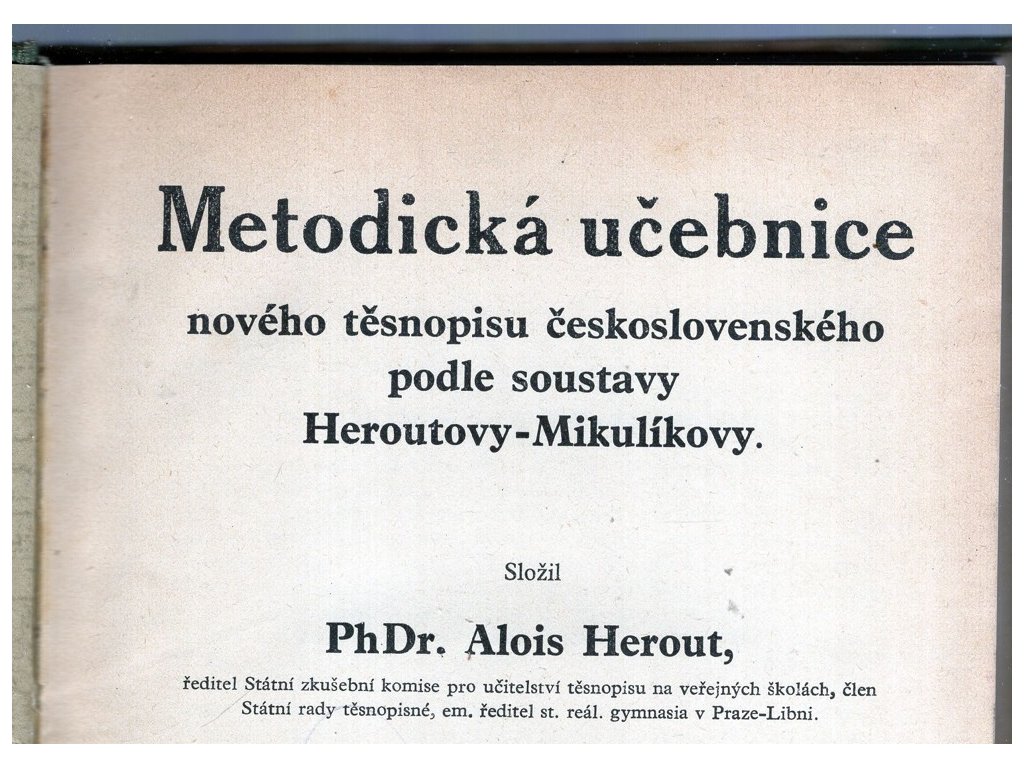 Metodická učebnice
nového těsnopisu československého
podle soustavy
Heroutovy-Mikulíkovy.
Složil
PhDr. Alois Herout,
ředitel Státní zkušební komise pro učitelství těsnopisu na veřejných školách, člen
Státní rady těsnopisné, em. ředitel st. reál. gymnasia v Praze-Libni.